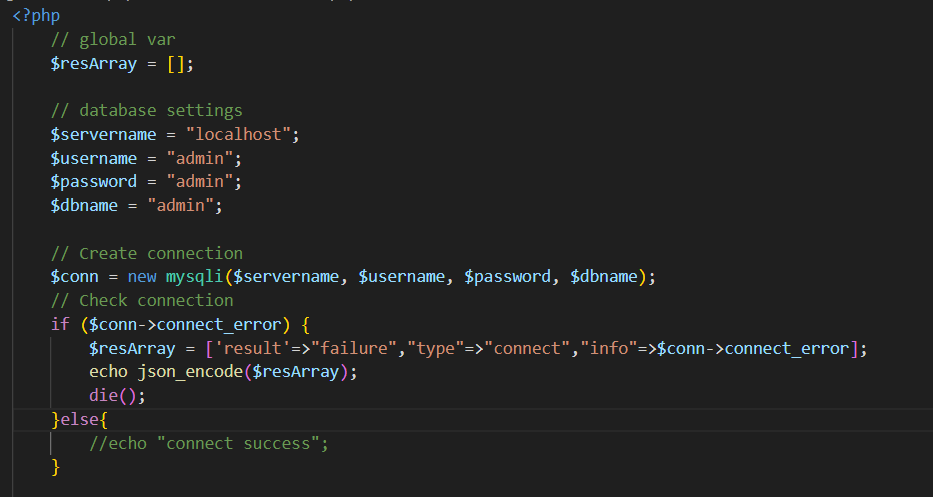 <?php
// global var
$resArray = [];
// database settings
$servername = "localhost";
$username = "admin";
$password = "admin";
$dbname = "admin";
// Create connection
$conn = new mysqli($servername, $username, $password, $dbname);
// Check connection
if ($conn->connect_error) {
$resArray = ['result'=>"failure","type"=>"connect","info"=>$conn->connect_error];
echo json_encode($resArray);
die();
}else{
//echo "connect success";
}